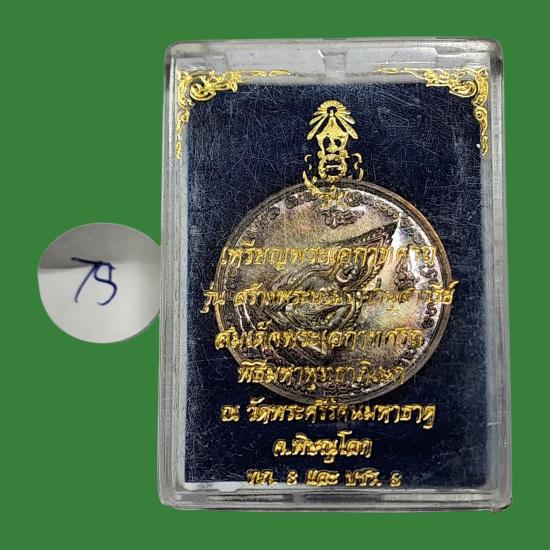 75
เหรียญพระเอกาทศรถ
รุ่น สร้างพระบรมราชานุสาวรีย์
สมเด็จพระเอกาทศรถ
พิธีมหาพุทธาภิเษก
ณ วัดพระศรีรัตนมหาธาตุ
จ.พิษณุโลก
และ